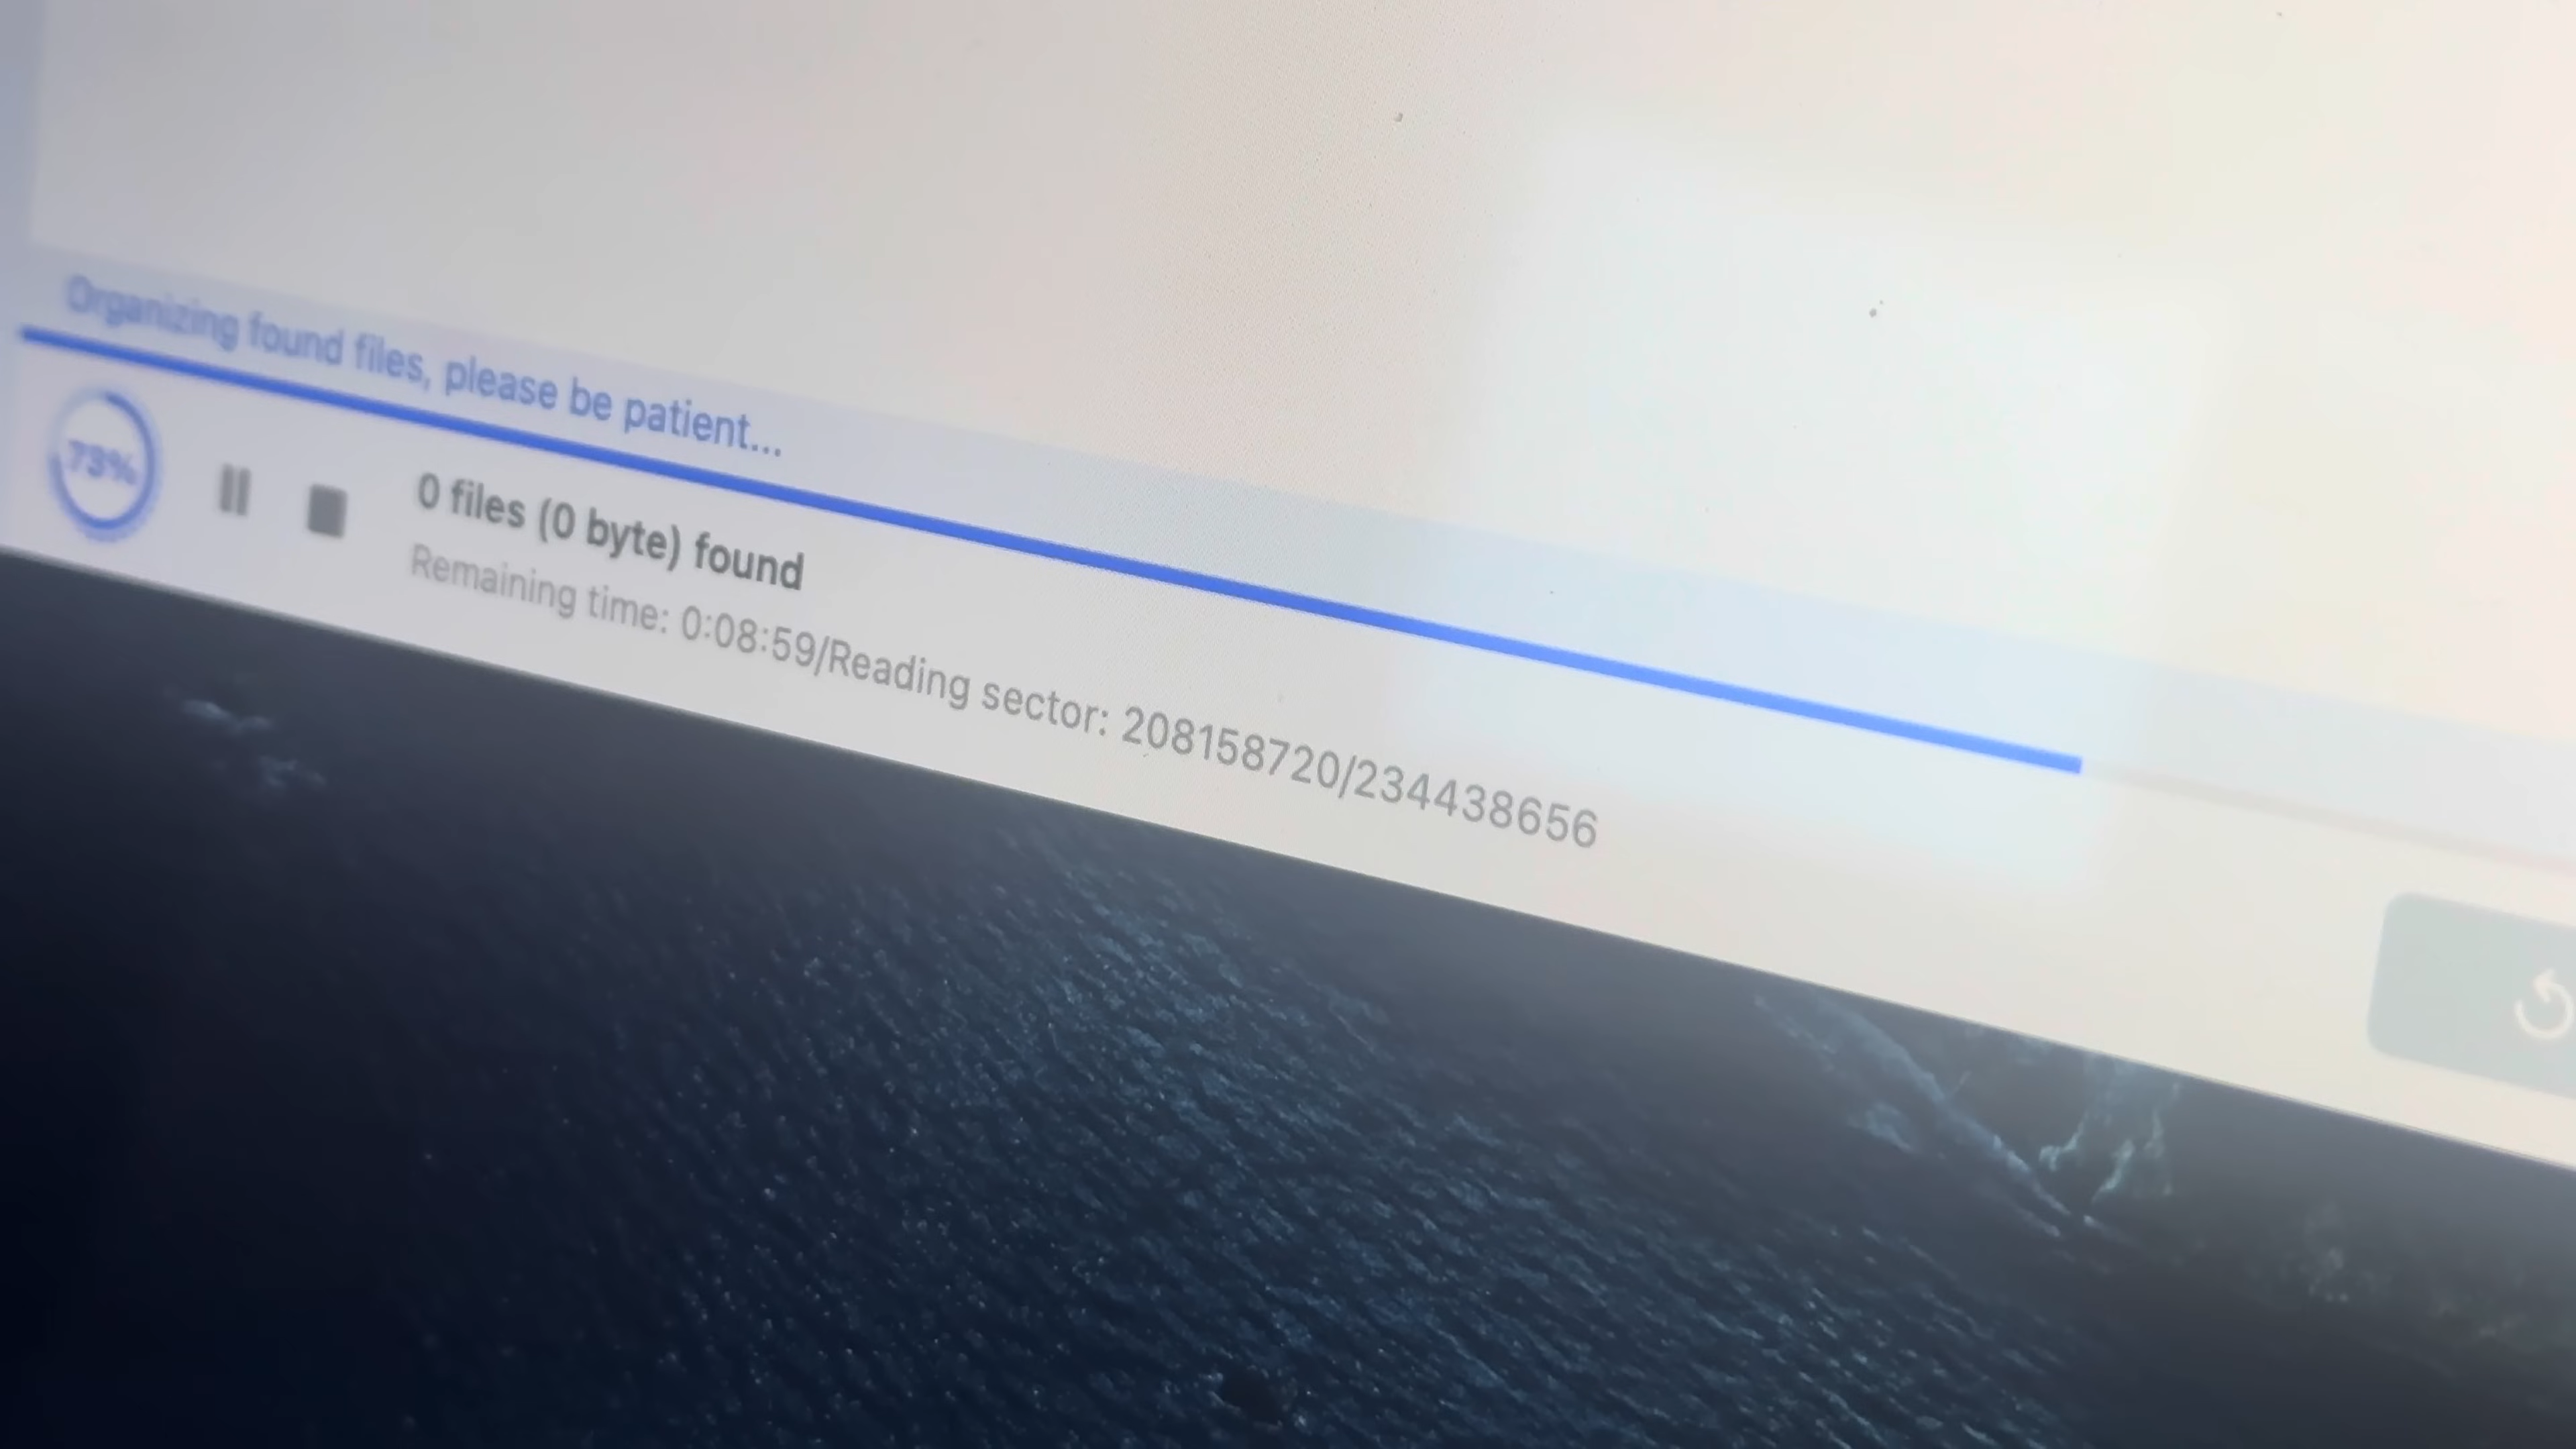 Organizing found files, please be patient...
73%
0 files (0 byte) found
Remaining time: 0:08:59/Reading sector: 208158720/234438656